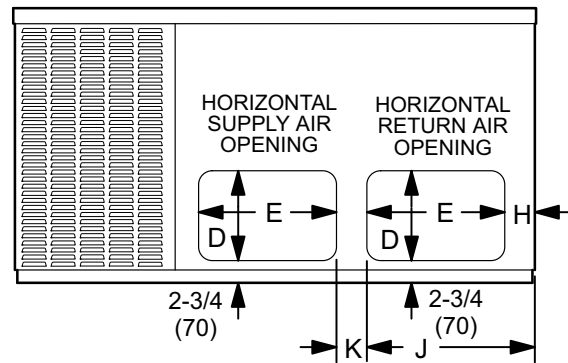 HORIZONTAL
SUPPLY AIR
OPENING
HORIZONTAL
RETURN AIR
OPENING
E
D
E
D
H
2-3/4
(70)
2-3/4
(70)
K
J